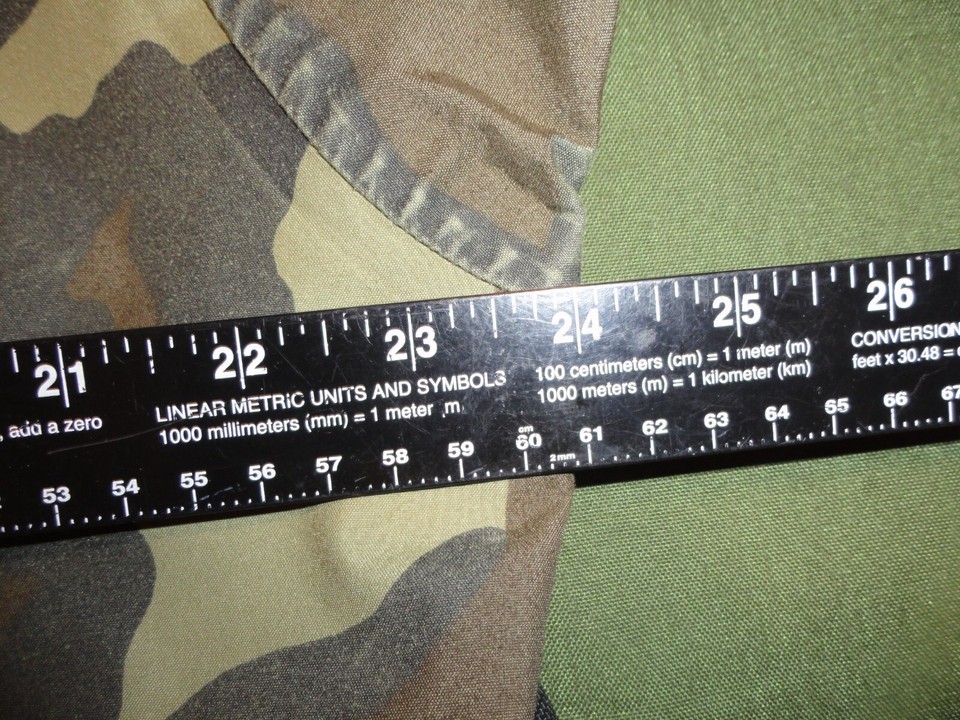 21 22 23 24 25 26
, add a zero
LINEAR METRIC UNITS AND SYMBOLS
1000 millimeters (mm) = 1 meter m
100 centimeters (cm) = 1 meter (m)
1000 meters (m) = 1 kilometer (km)
CONVERSION
feet x 30.48 =
cm
53 54 55 56 57 58 59 60 61 62 63 64 65 66 67
2mm